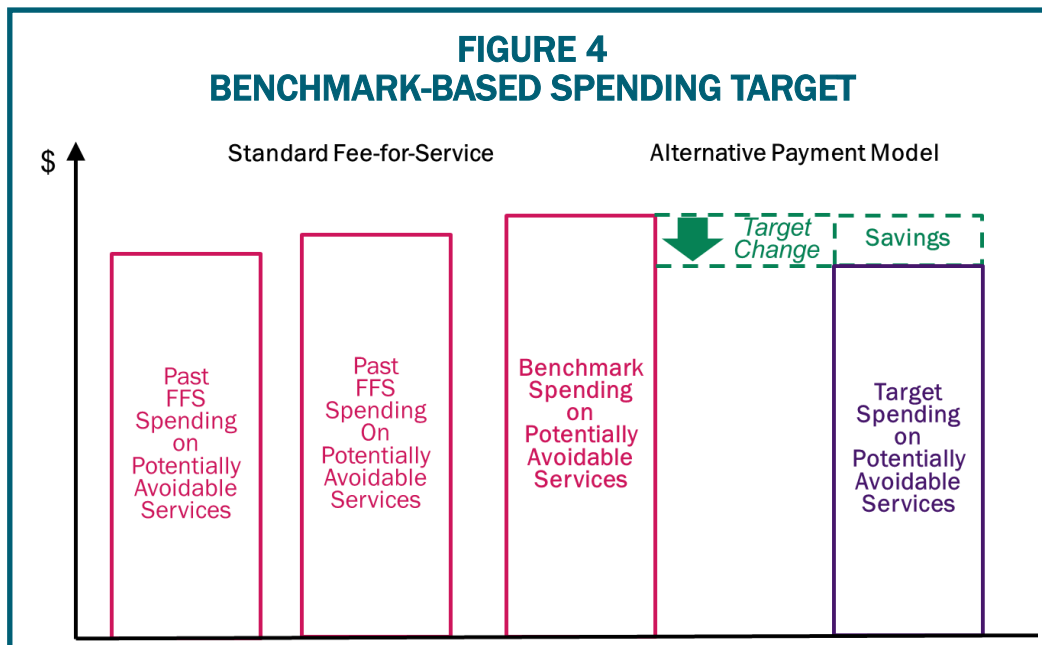 FIGURE 4
BENCHMARK-BASED SPENDING TARGET
$
Standard Fee-for-Service
Alternative Payment Model
Past
FFS
Spending
on
Potentially
Avoidable
Services
Past
FFS
Spending
On
Potentially
Avoidable
Services
Benchmark
Spending
on
Potentially
Avoidable
Services
Target
Change
Savings
Target
Spending
on
Potentially
Avoidable
Services